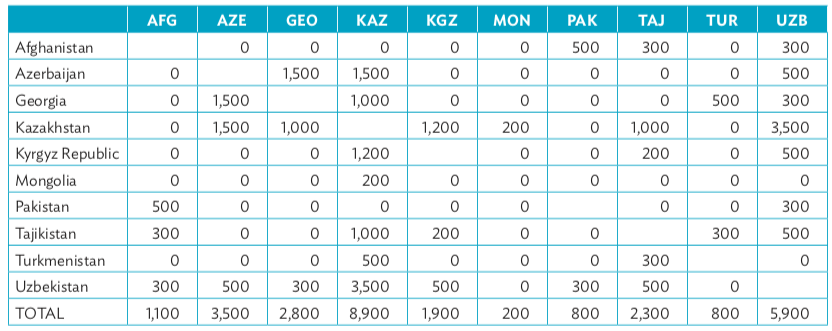 AFG AZE GEO KAZ KGZ MON PAK TAJ TUR UZB
Afghanistan 0 0 0 0 0 500 300 0 300
Azerbaijan 0 1,500 1,500 0 0 0 0 0 500
Georgia 0 1,500 1,000 0 0 0 0 500 300
Kazakhstan 0 1,500 1,000 1,200 200 0 1,000 0 3,500
Kyrgyz Republic 0 0 0 1,200 0 0 200 0 500
Mongolia 0 0 0 200 0 0 0 0 0
Pakistan 500 0 0 0 0 0 0 0 300
Tajikistan 300 0 0 1,000 200 0 0 300 500
Turkmenistan 0 0 0 500 0 0 0 300 0
Uzbekistan 300 500 300 3,500 500 0 300 500 0
TOTAL 1,100 3,500 2,800 8,900 1,900 200 800 2,300 800 5,900